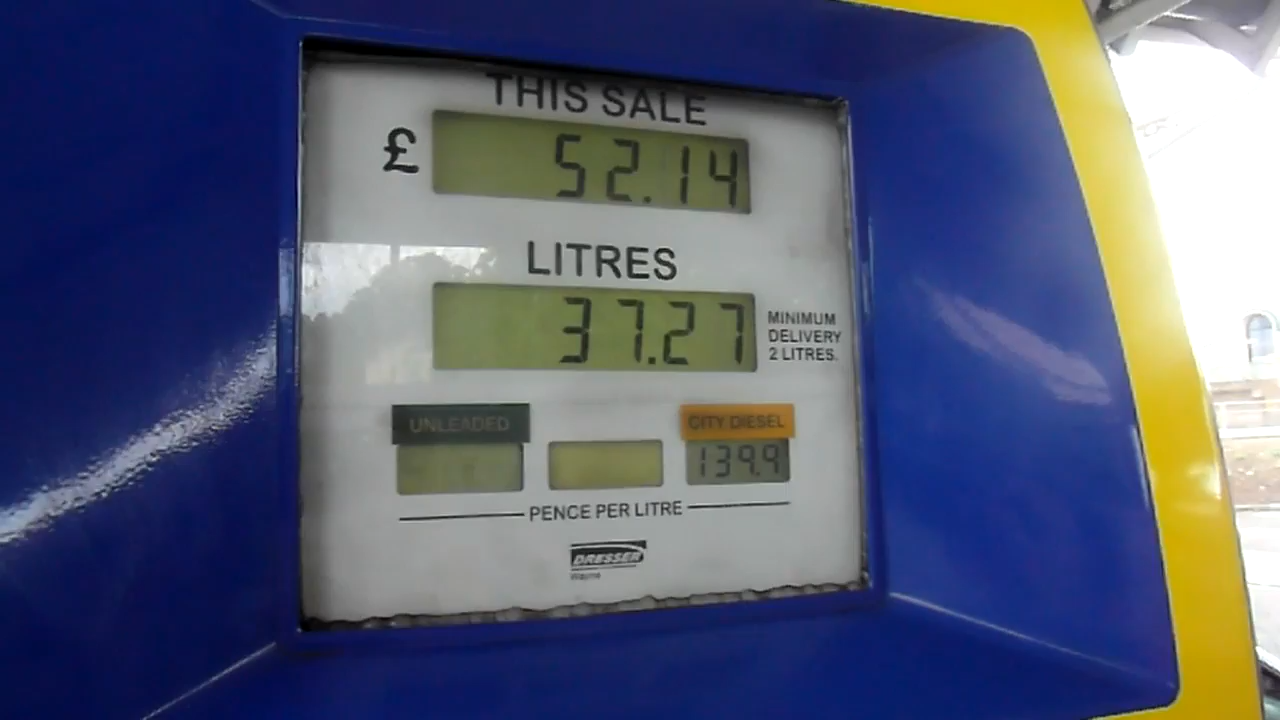 THIS SALE
£ 52.14
LITRES
37.27
MINIMUM
DELIVERY
2 LITRES.
UNLEADED
CITY DIESEL
139.9
PENCE PER LITRE
DRESSER
Wayne